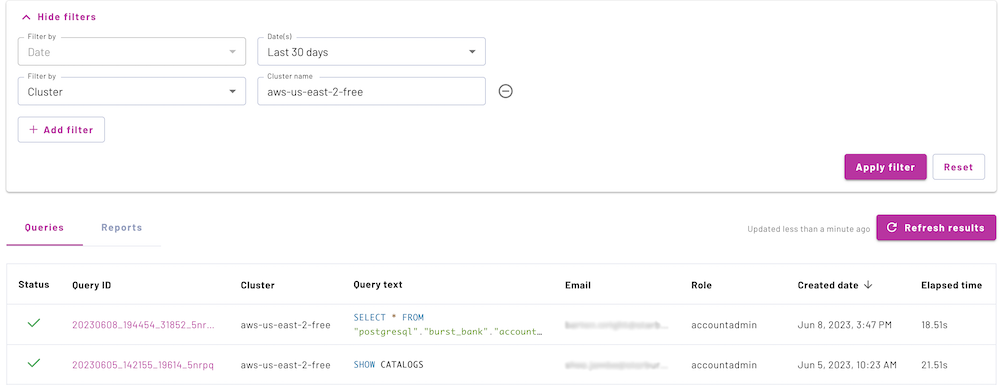 Hide filters
Filter by
Date
Date(s)
Last 30 days
Filter by
Cluster
Cluster name
aws-us-east-2-free
+ Add filter
Apply filter
Reset
Queries
Reports
Updated less than a minute ago
Refresh results
Status Query ID Cluster Query text Email Role Created date Elapsed time
20230608_194454_31852_5nr... aws-us-east-2-free SELECT * FROM accountadmin Jun 8, 2023, 3:47 PM 18.51s
"postgresql"."burst_bank"."account…
20230605_142155_19614_5nrpq aws-us-east-2-free SHOW CATALOGS accountadmin Jun 5, 2023, 10:23 AM 21.51s